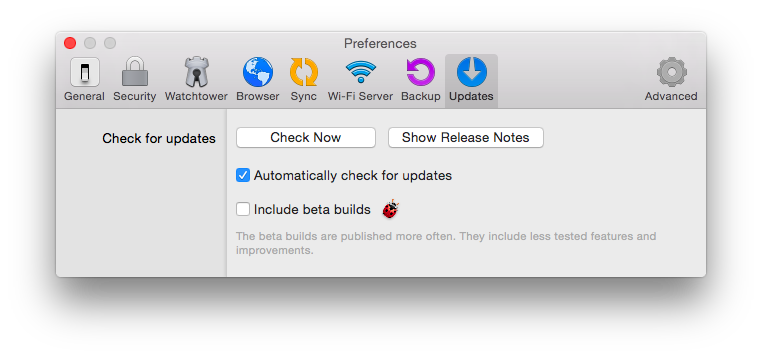 Preferences
General Security Watchtower Browser Sync Wi-Fi Server Backup Updates Advanced
Check for updates Check Now Show Release Notes
Automatically check for updates
Include beta builds
The beta builds are published more often. They include less tested features and
improvements.